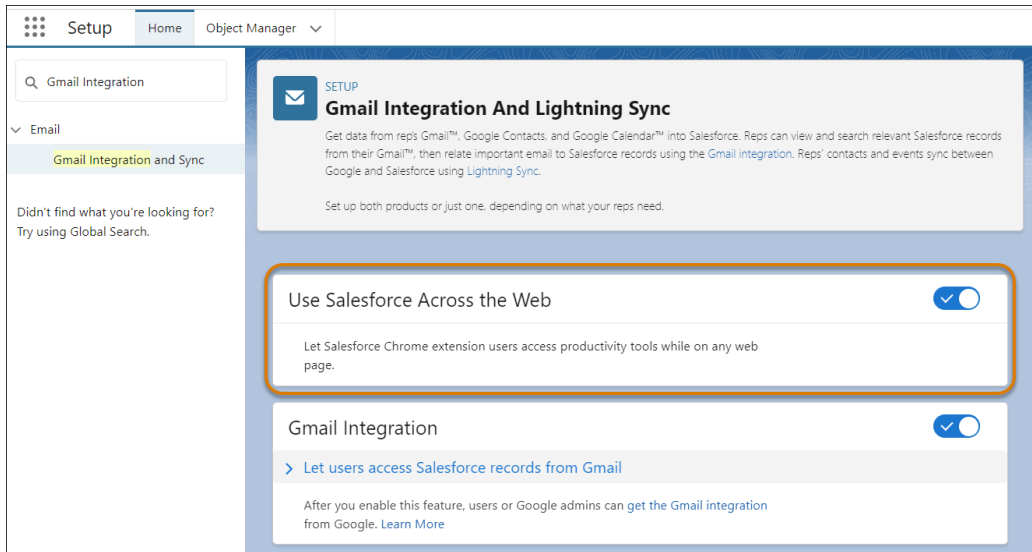 Setup
Home
Object Manager
Gmail Integration
Email
Gmail Integration and Sync
Didn't find what you're looking for?
Try using Global Search.
SETUP
Gmail Integration And Lightning Sync
Get data from rep's Gmail™, Google Contacts, and Google Calendar™ into Salesforce. Reps can view and search relevant Salesforce records
from their Gmail™, then relate important email to Salesforce records using the Gmail integration. Reps' contacts and events sync between
Google and Salesforce using Lightning Sync.
Set up both products or just one, depending on what your reps need.
Use Salesforce Across the Web
Let Salesforce Chrome extension users access productivity tools while on any web
page.
Gmail Integration
Let users access Salesforce records from Gmail
After you enable this feature, users or Google admins can get the Gmail integration
from Google. Learn More